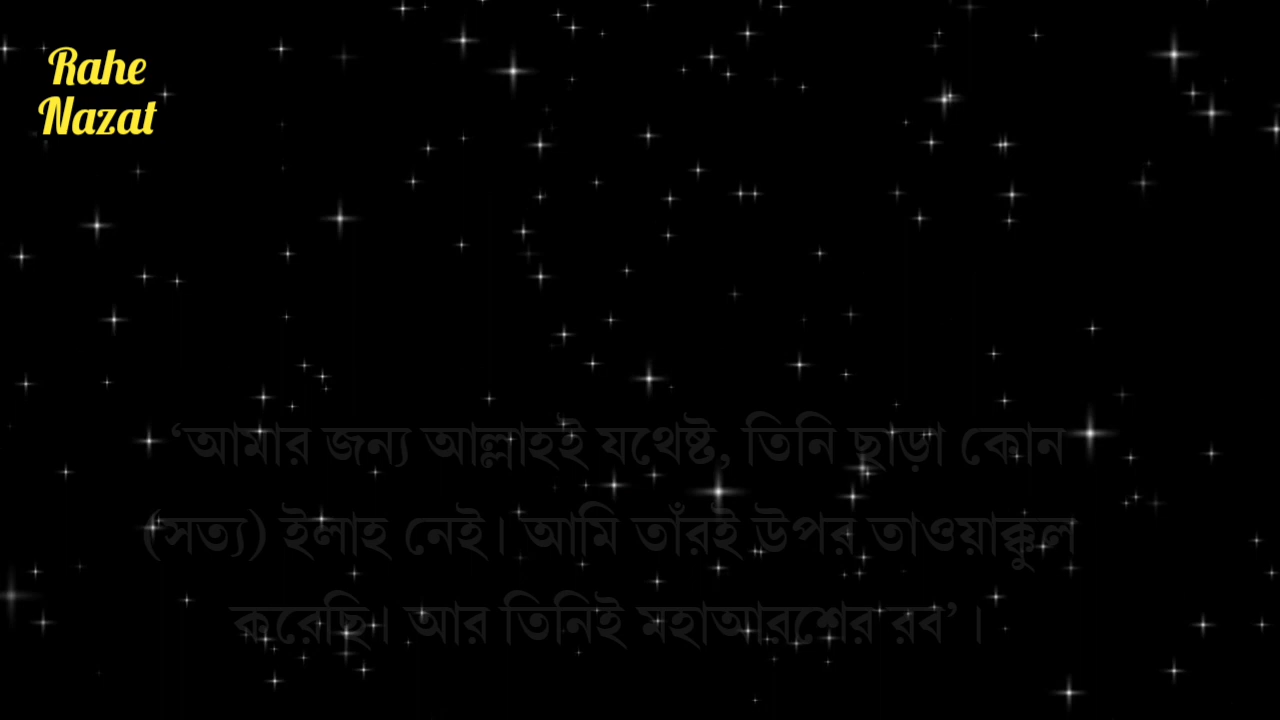 Rahe
Nazat
‘আমার জন্য আল্লাহই যথেষ্ট, তিনি ছাড়া কোন
(সত্য) ইলাহ নেই। আমি তাঁরই উপর তাওয়াক্কুল
করেছি। আর তিনিই মহাআরশের রব’।